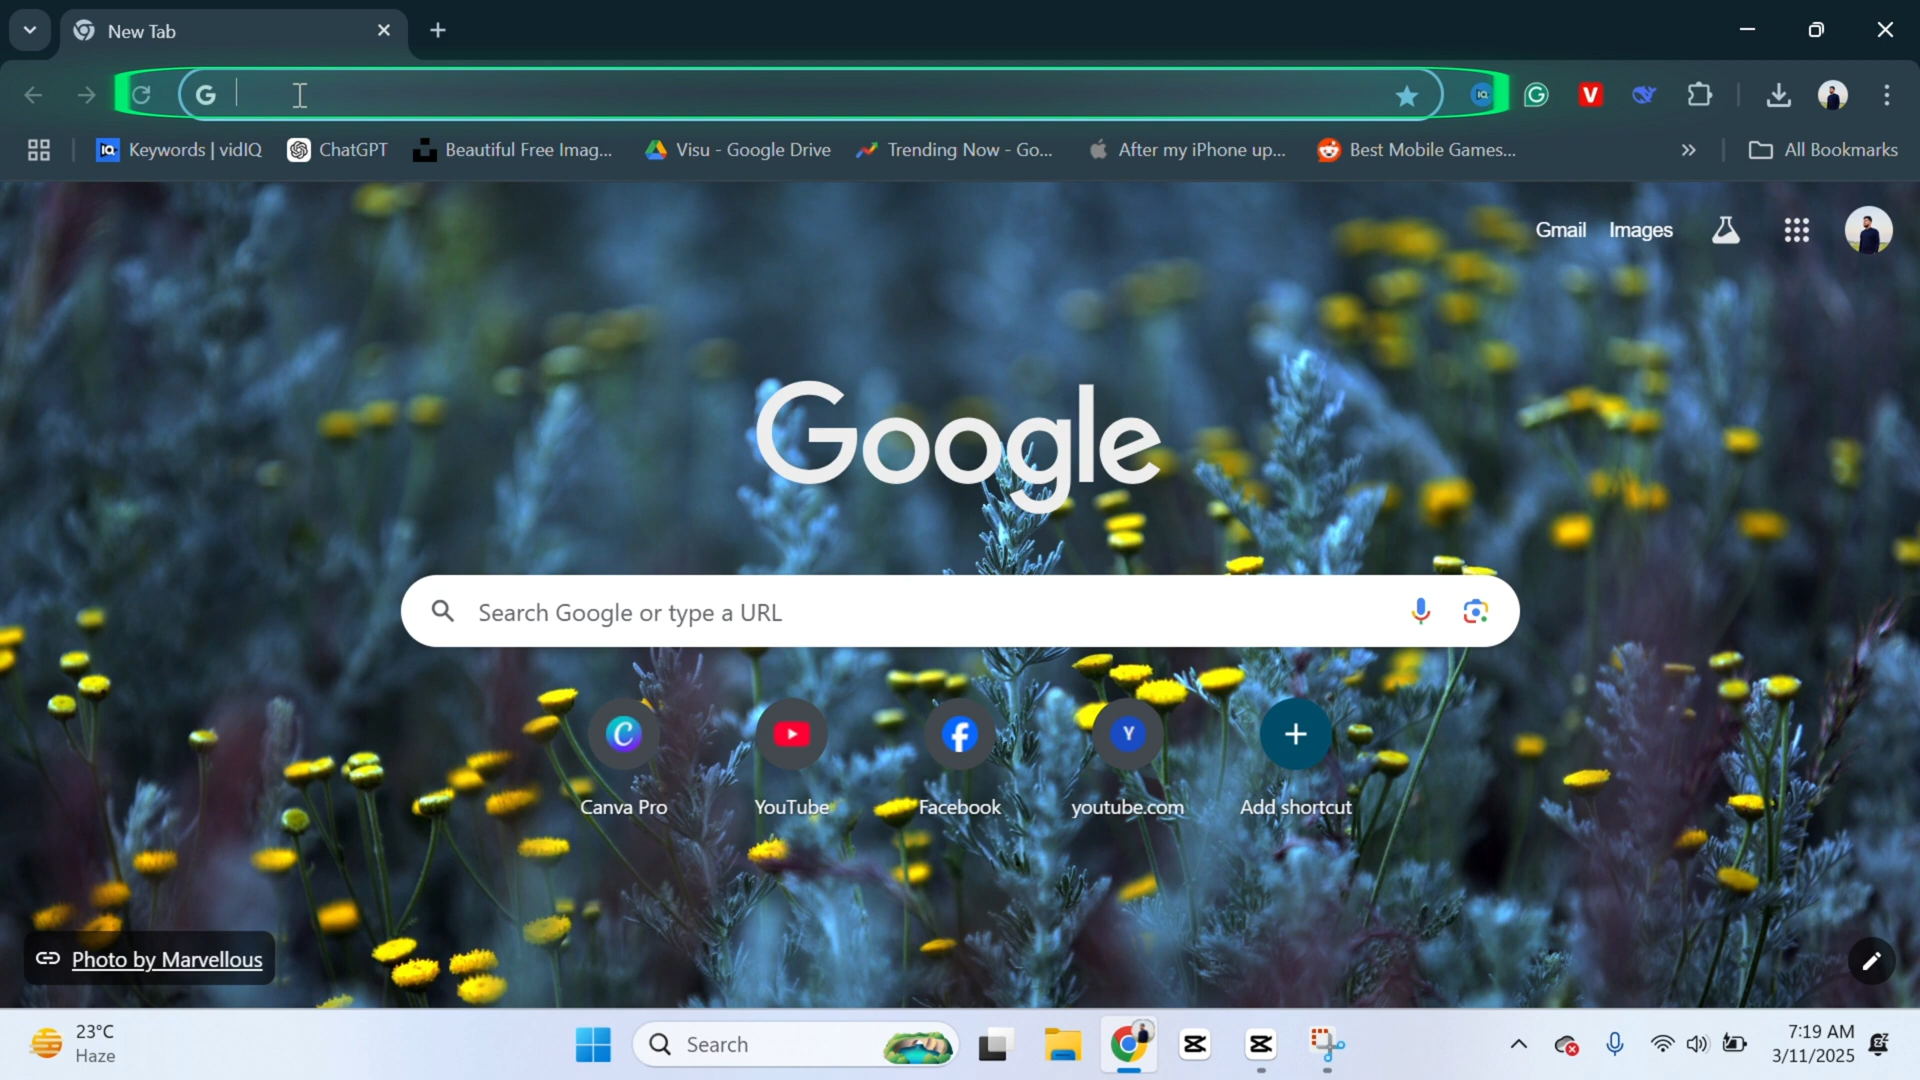 New Tab
Keywords | vidIQ
ChatGPT
Beautiful Free Imag...
Visu - Google Drive
Trending Now - Go...
After my iPhone up...
Best Mobile Games...
All Bookmarks
Gmail
Images
Google
Search Google or type a URL
Canva Pro
YouTube
Facebook
Y
youtube.com
Add shortcut
Photo by Marvellous
23°C
Haze
Search
7:19 AM
3/11/2025